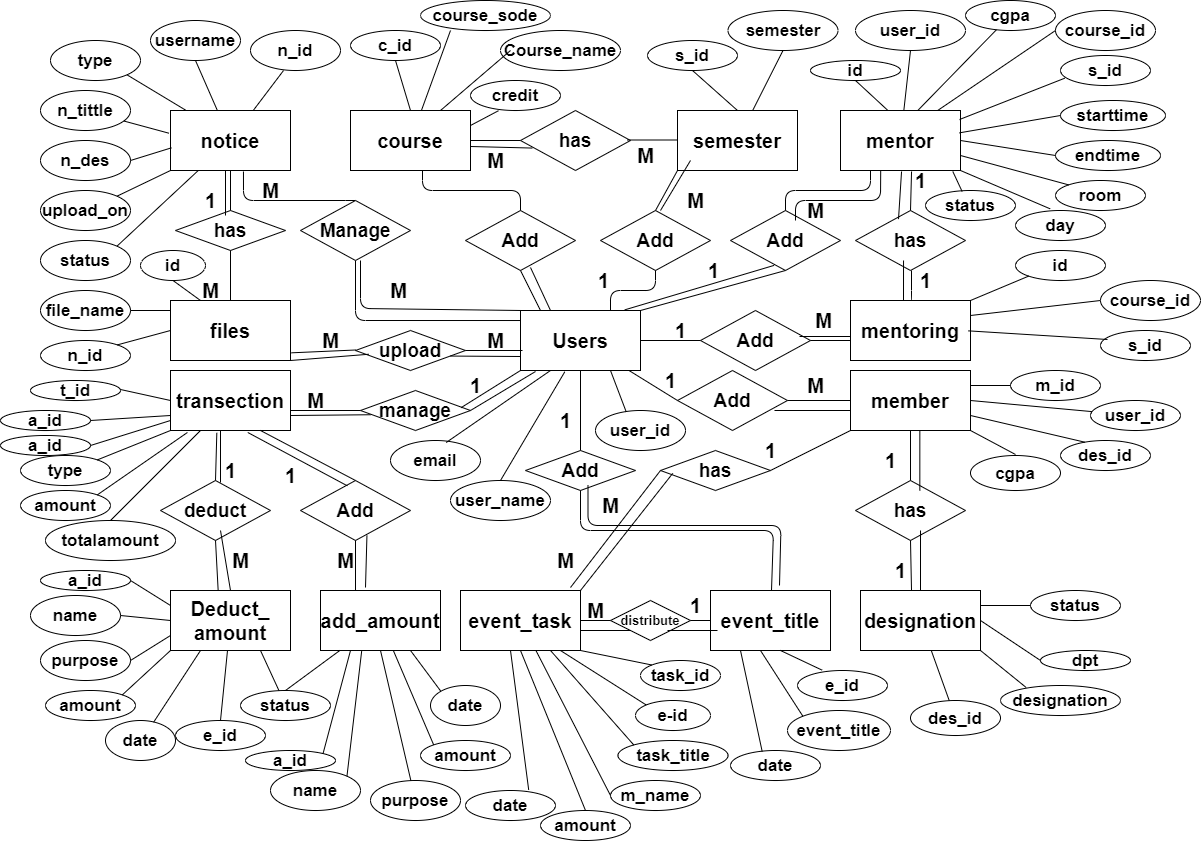 course_sode
cgpa
username
n_id
c_id
Course_name
s_id
semester
user_id
course_id
type
id
s_id
n_tittle
credit
starttime
notice
course
has
semester
mentor
n_des
M
M
endtime
upload_on
1
M
M
M
1
status
room
has
Manage
Add
Add
Add
has
day
status
id
1
1
1
id
M
M
file_name
course_id
files
Users
1
Add
M
mentoring
n_id
M
upload
M
s_id
t_id
transection
M
manage
1
1
Add
M
member
m_id
a_id
user_id
user_id
a_id
1
type
email
Add
has
1
1
des_id
1
1
cgpa
amount
user_name
M
deduct
Add
has
totalamount
M
M
M
1
a_id
name
Deduct_
amount
add_amount
event_task
M
distribute
1
event_title
designation
status
purpose
dpt
amount
status
date
task_id
e_id
designation
date
e_id
e-id
event_title
des_id
a_id
amount
task_title
date
name
purpose
date
m_name
amount